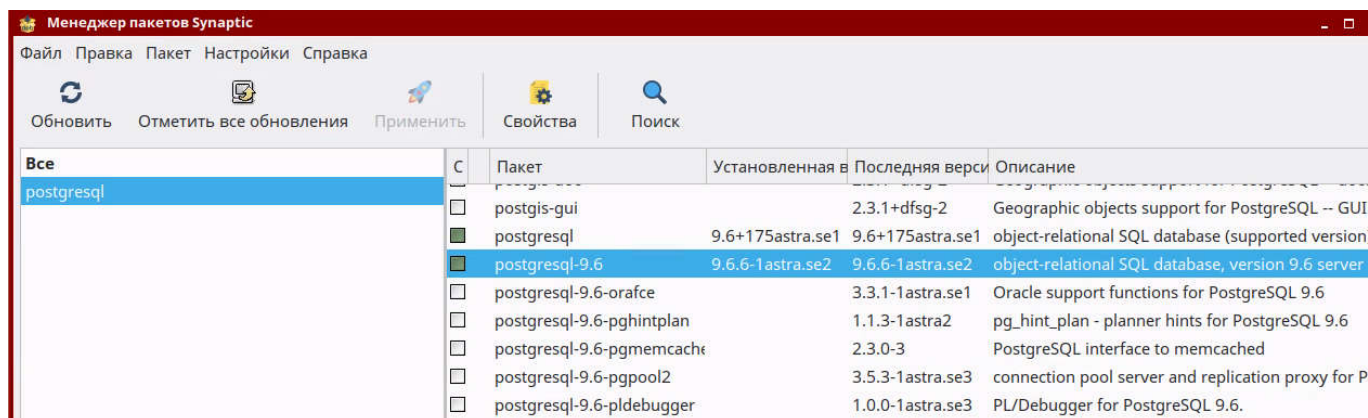 Менеджер пакетов Synaptic
Файл Правка Пакет Настройки Справка
Обновить Отметить все обновления Применить Свойства Поиск
Все
postgresql
С Пакет Установленная в Последняя верси Описание
postgis-gui 2.3.1+dfsg-2 Geographic objects support for PostgreSQL -- GUI
postgresql 9.6+175astra.se1 9.6+175astra.se1 object-relational SQL database (supported version)
postgresql-9.6 9.6.6-1astra.se2 9.6.6-1astra.se2 object-relational SQL database, version 9.6 server
postgresql-9.6-orafce 3.3.1-1astra.se1 Oracle support functions for PostgreSQL 9.6
postgresql-9.6-pghintplan 1.1.3-1astra2 pg_hint_plan - planner hints for PostgreSQL 9.6
postgresql-9.6-pgmemcache 2.3.0-3 PostgreSQL interface to memcached
postgresql-9.6-pgpool2 3.5.3-1astra.se3 connection pool server and replication proxy for P
postgresql-9.6-pldebugger 1.0.0-1astra.se3 PL/Debugger for PostgreSQL 9.6.